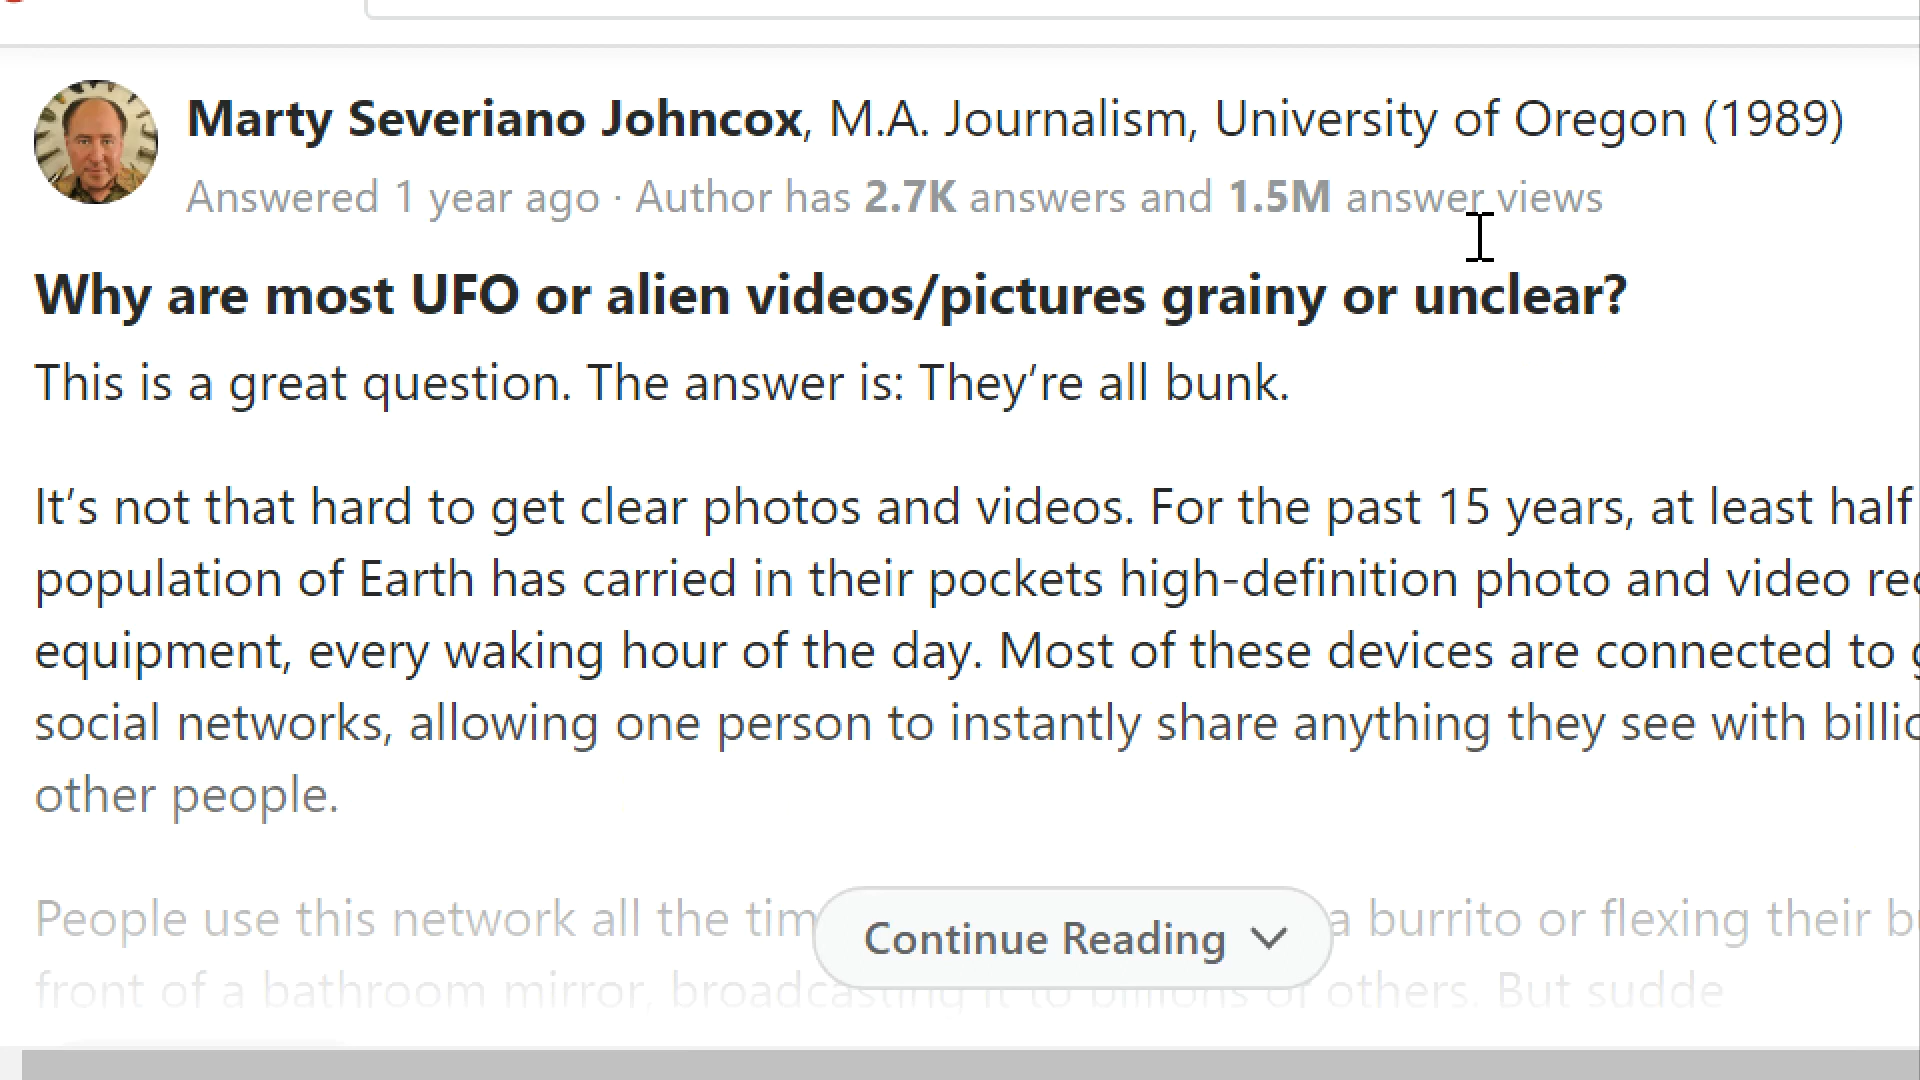 Marty Severiano Johncox, M.A. Journalism, University of Oregon (1989)
Answered 1 year ago · Author has 2.7K answers and 1.5M answer views
Why are most UFO or alien videos/pictures grainy or unclear?
This is a great question. The answer is: They’re all bunk.
It’s not that hard to get clear photos and videos. For the past 15 years, at least half
population of Earth has carried in their pockets high-definition photo and video
equipment, every waking hour of the day. Most of these devices are connected to
social networks, allowing one person to instantly share anything they see with
other people.
People use this network all the a burrito or flexing their
Continue Reading
front of a bathroom mirror, broadcasting it to billions of others. But sudde